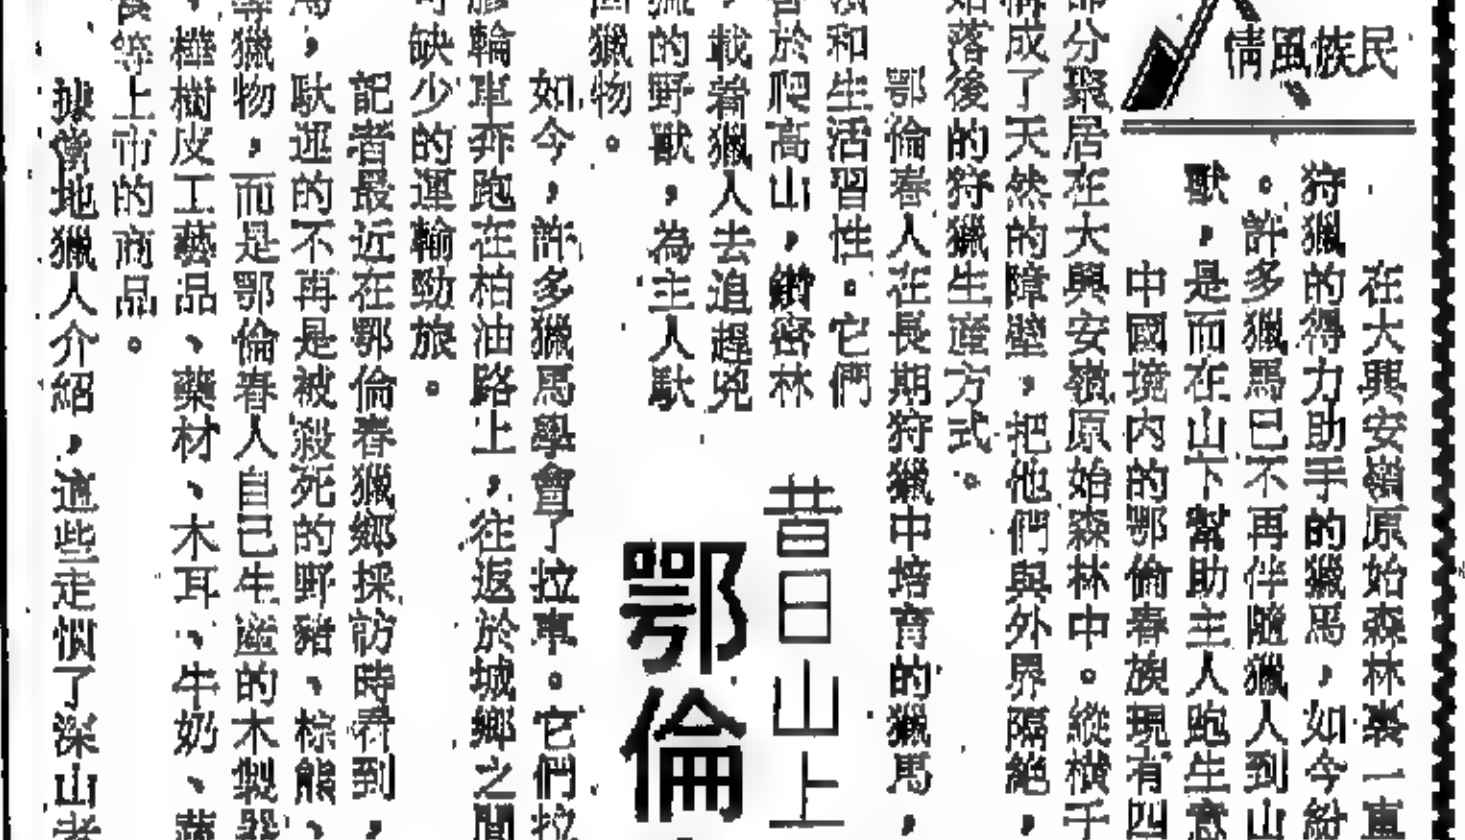 民族風情
在大興安嶺原始森林裏一直
狩獵的得力助手的獵馬，如今紛
。許多獵馬已不再伴隨獵人到山
獸，是而在山下幫助主人跑生意
中國境內的鄂倫春族現有四
部分聚居在大興安嶺原始森林中。縱橫千
構成了天然的障壁，把他們與外界隔絕，
始落後的狩獵生產方式。
鄂倫春人在長期狩獵中培育的獵馬，
和生活習性。它們
於爬高山，鑽密林
，載着獵人去追趕兇
猛的野獸，為主人馱
回獵物。
昔日山上
鄂倫
如今，許多獵馬學會了拉車。它們拉
膠輪車奔跑在柏油路上，往返於城鄉之間
可缺少的運輸勁旅。
記者最近在鄂倫春獵鄉採訪時看到，
馬，馱運的不再是被殺死的野豬、棕熊、
等獵物，而是鄂倫春人自己生產的木製器
、樺樹皮工藝品、藥材、木耳、牛奶、蔬
等上市的商品。
據當地獵人介紹，這些走慣了深山老